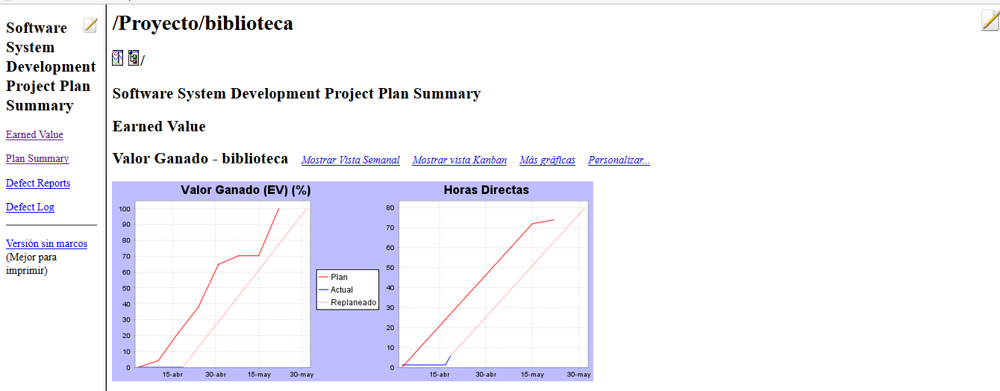 Software
System
Development
Project Plan
Summary
Earned Value
Plan Summary
Defect Reports
Defect Log
Versión sin marcos
(Mejor para
imprimir)
/Proyecto/biblioteca
/
Software System Development Project Plan Summary
Earned Value
Valor Ganado - biblioteca Mostrar Vista Semanal Mostrar vista Kanban Más gráficas Personalizar...
Valor Ganado (EV) (%)
100
90
80
70
60
50
40
30
20
10
0
15-abr 30-abr 15-may 30-may
Plan
Actual
Replaneado
Horas Directas
80
70
60
50
40
30
20
10
0
15-abr 30-abr 15-may 30-may